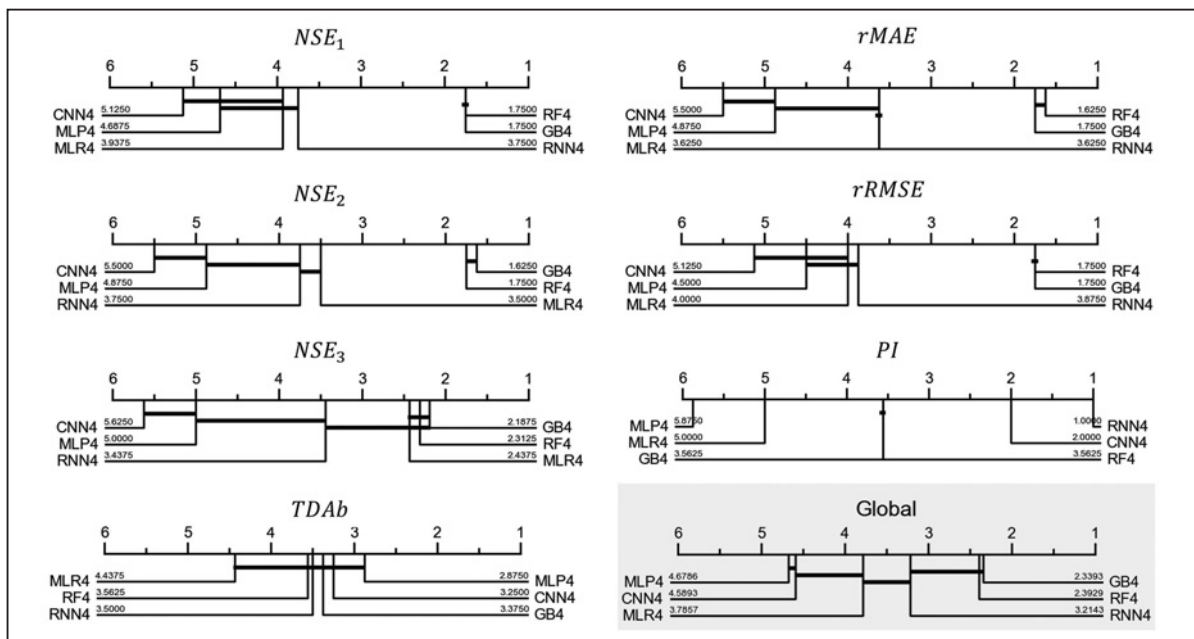 NSE₁
6 5 4 3 2 1
CNN4 5.1250 1.7500 RF4
MLP4 4.6875 1.7500 GB4
MLR4 3.9375 3.7500 RNN4
rMAE
6 5 4 3 2 1
CNN4 5.5000 1.6250 RF4
MLP4 4.8750 1.7500 GB4
MLR4 3.6250 3.6250 RNN4
NSE₂
6 5 4 3 2 1
CNN4 5.5000 1.6250 GB4
MLP4 4.8750 1.7500 RF4
RNN4 3.7500 3.5000 MLR4
rRMSE
6 5 4 3 2 1
CNN4 5.1250 1.7500 RF4
MLP4 4.5000 1.7500 GB4
MLR4 4.0000 3.8750 RNN4
NSE₃
6 5 4 3 2 1
CNN4 5.6250 2.1875 GB4
MLP4 5.0000 2.3125 RF4
RNN4 3.4375 2.4375 MLR4
PI
6 5 4 3 2 1
MLP4 5.8750 1.0000 RNN4
MLR4 5.0000 2.0000 CNN4
GB4 3.5625 3.5625 RF4
TDAb
6 5 4 3 2 1
MLR4 4.4375 2.8750 MLP4
RF4 3.5625 3.2500 CNN4
RNN4 3.5000 3.3750 GB4
Global
6 5 4 3 2 1
MLP4 4.6786 2.3393 GB4
CNN4 4.5893 2.3929 RF4
MLR4 3.7857 3.2143 RNN4